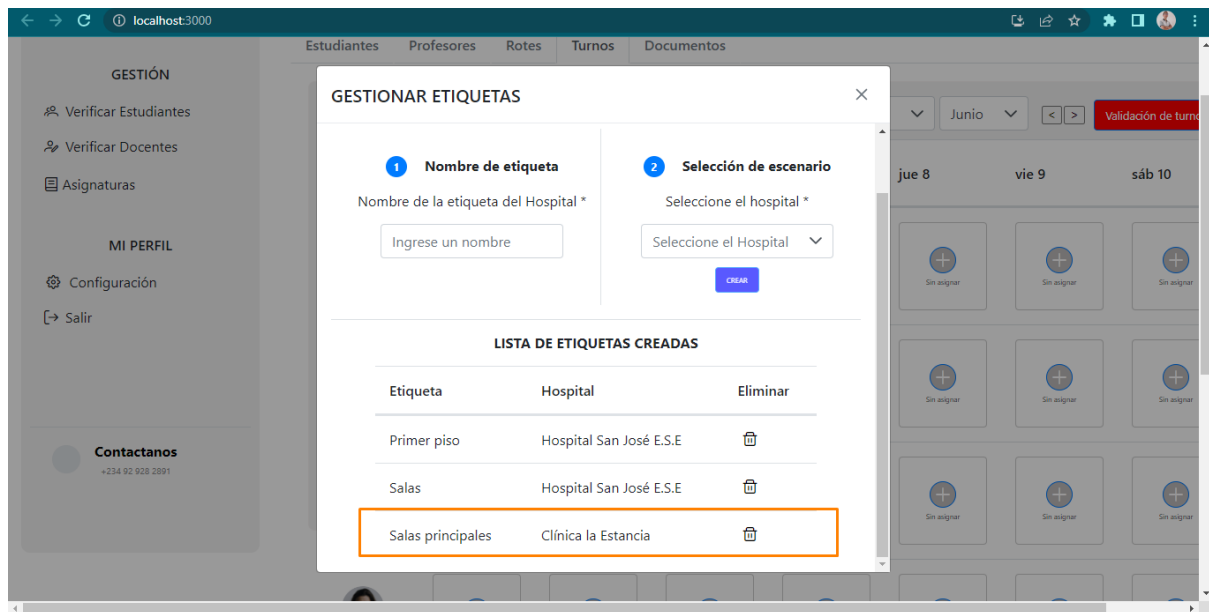 localhost:3000
Estudiantes Profesores Rotes Turnos Documentos
GESTIÓN
Verificar Estudiantes
Verificar Docentes
Asignaturas
MI PERFIL
Configuración
Salir
Contactanos
+234 92 928 2891
GESTIONAR ETIQUETAS
1 Nombre de etiqueta
Nombre de la etiqueta del Hospital *
Ingrese un nombre
2 Selección de escenario
Seleccione el hospital *
Seleccione el Hospital
CREAR
LISTA DE ETIQUETAS CREADAS
Etiqueta Hospital Eliminar
Primer piso Hospital San José E.S.E
Salas Hospital San José E.S.E
Salas principales Clínica la Estancia
Junio < > Validación de turno
jue 8 vie 9 sáb 10
Sin asignar Sin asignar Sin asignar
Sin asignar Sin asignar Sin asignar
Sin asignar Sin asignar Sin asignar